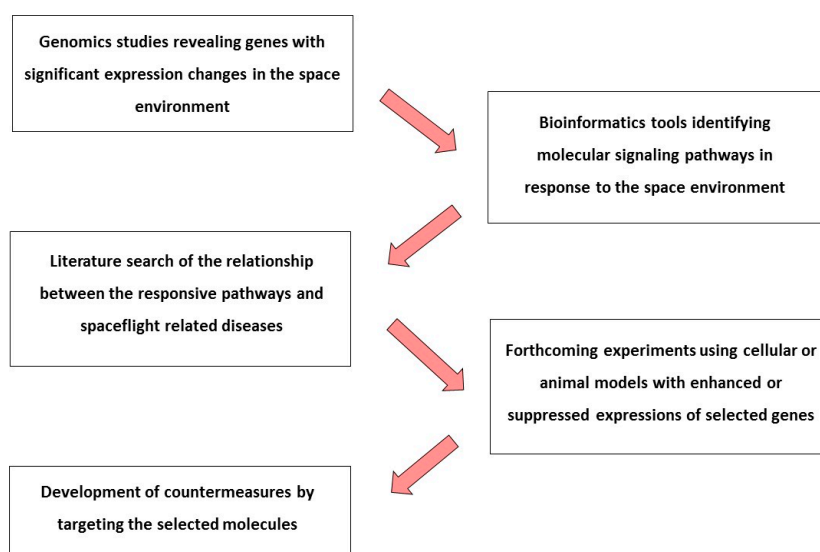 Genomics studies revealing genes with
significant expression changes in the space
environment
Bioinformatics tools identifying
molecular signaling pathways in
response to the space environment
Literature search of the relationship
between the responsive pathways and
spaceflight related diseases
Forthcoming experiments using cellular or
animal models with enhanced or
suppressed expressions of selected genes
Development of countermeasures by
targeting the selected molecules